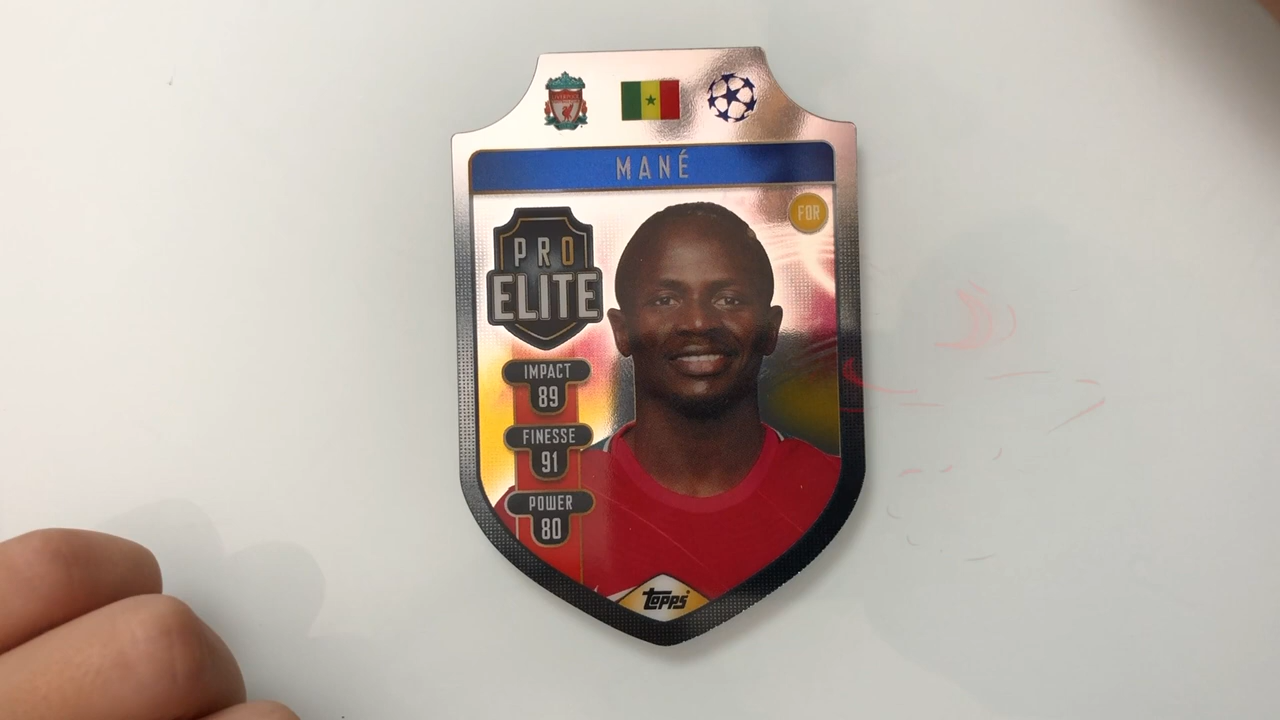 MANÉ
FOR
PRO
ELITE
IMPACT
89
FINESSE
91
POWER
80
topps